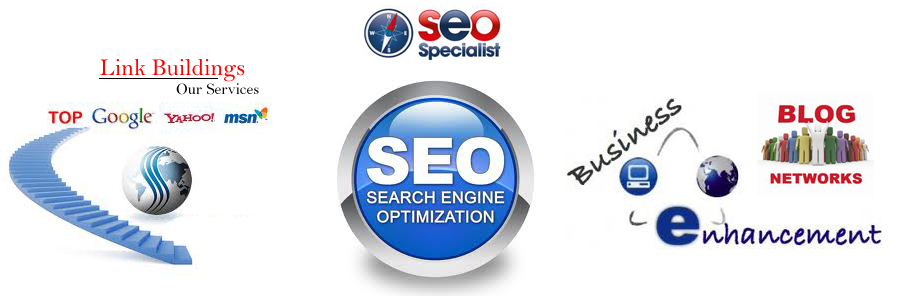 SEO
Specialist
N
W E
S
Link Buildings
Our Services
TOP Google YAHOO! msn
SEO
SEARCH ENGINE
OPTIMIZATION
Business
enhancement
BLOG
NETWORKS